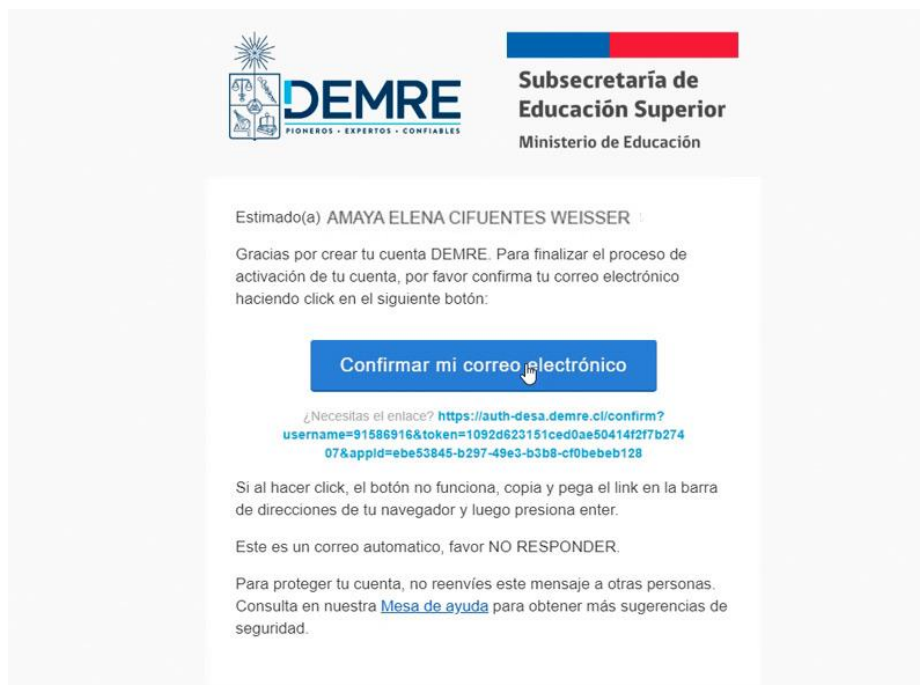 DEMRE
PIONEROS • EXPERTOS • CONFIABLES
Subsecretaría de
Educación Superior
Ministerio de Educación
Estimado(a) AMAYA ELENA CIFUENTES WEISSER
Gracias por crear tu cuenta DEMRE. Para finalizar el proceso de
activación de tu cuenta, por favor confirma tu correo electrónico
haciendo click en el siguiente botón:
Confirmar mi correo electrónico
¿Necesitas el enlace? https://auth-desa.demre.cl/confirm?
username=91586916&token=1092d623151ced0ae50414f2f7b274
07&appId=ebe53845-b297-49e3-b3b8-cf0bebeb128
Si al hacer click, el botón no funciona, copia y pega el link en la barra
de direcciones de tu navegador y luego presiona enter.
Este es un correo automatico, favor NO RESPONDER.
Para proteger tu cuenta, no reenvíes este mensaje a otras personas.
Consulta en nuestra Mesa de ayuda para obtener más sugerencias de
seguridad.